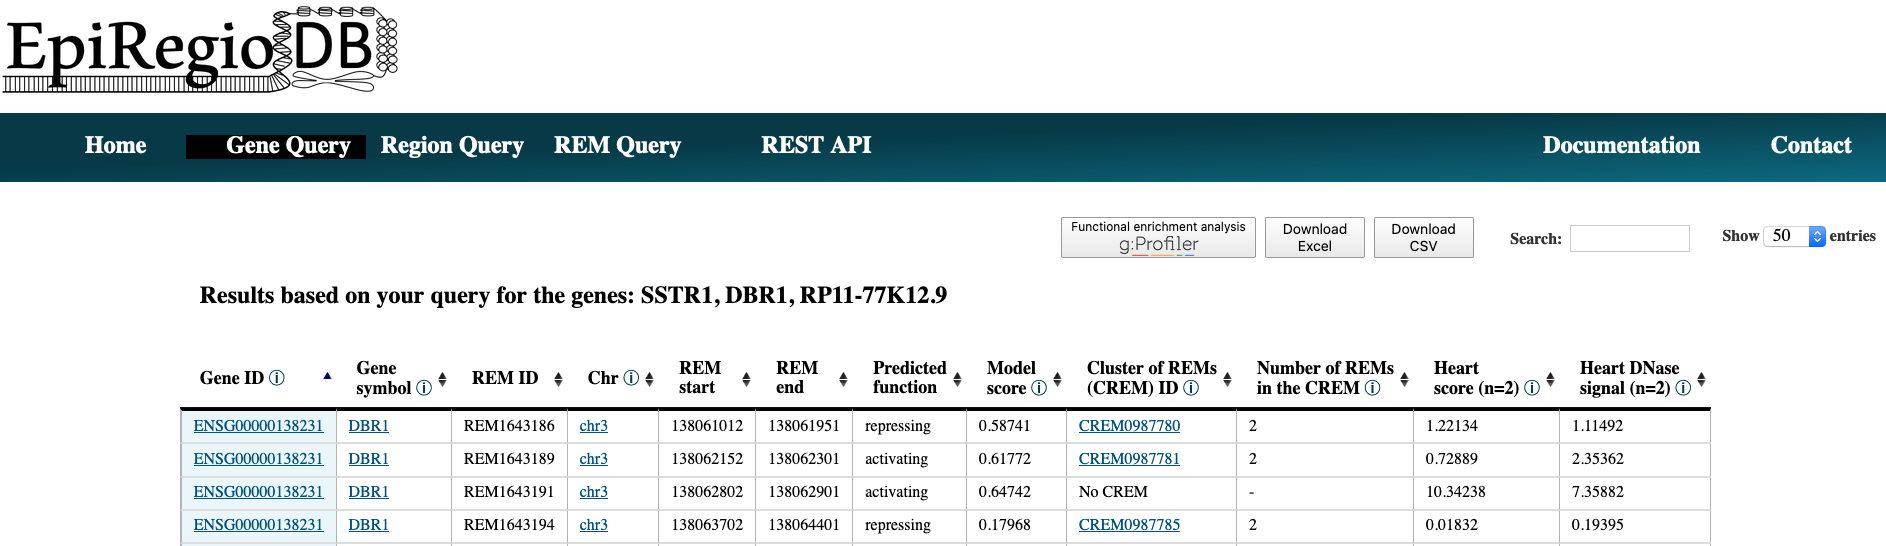 EpiRegio DB
Home Gene Query Region Query REM Query REST API Documentation Contact
Functional enrichment analysis
g:Profiler
Download
Excel
Download
CSV
Search:
Show 50 entries
Results based on your query for the genes: SSTR1, DBR1, RP11-77K12.9
Gene ID ⓘ Gene symbol ⓘ REM ID Chr ⓘ REM start REM end Predicted function Model score ⓘ Cluster of REMs (CREM) ID ⓘ Number of REMs in the CREM ⓘ Heart score (n=2) ⓘ Heart DNase signal (n=2) ⓘ
ENSG00000138231 DBR1 REM1643186 chr3 138061012 138061951 repressing 0.58741 CREM0987780 2 1.22134 1.11492
ENSG00000138231 DBR1 REM1643189 chr3 138062152 138062301 activating 0.61772 CREM0987781 2 0.72889 2.35362
ENSG00000138231 DBR1 REM1643191 chr3 138062802 138062901 activating 0.64742 No CREM - 10.34238 7.35882
ENSG00000138231 DBR1 REM1643194 chr3 138063702 138064401 repressing 0.17968 CREM0987785 2 0.01832 0.19395